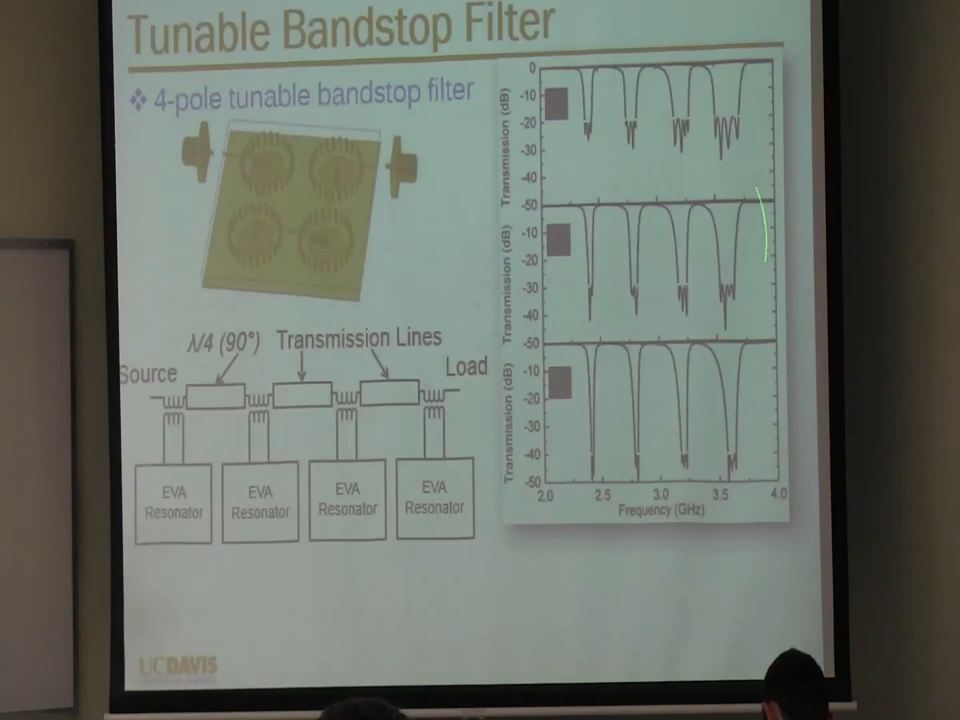 Tunable Bandstop Filter
❖ 4-pole tunable bandstop filter
λ/4 (90°) Transmission Lines
Source
Load
EVA Resonator
EVA Resonator
EVA Resonator
EVA Resonator
Transmission (dB)
0
-10
-20
-30
-40
-50
Transmission (dB)
-10
-20
-30
-40
-50
Transmission (dB)
-10
-20
-30
-40
-50
2.0 2.5 3.0 3.5 4.0
Frequency (GHz)
UCDAVIS